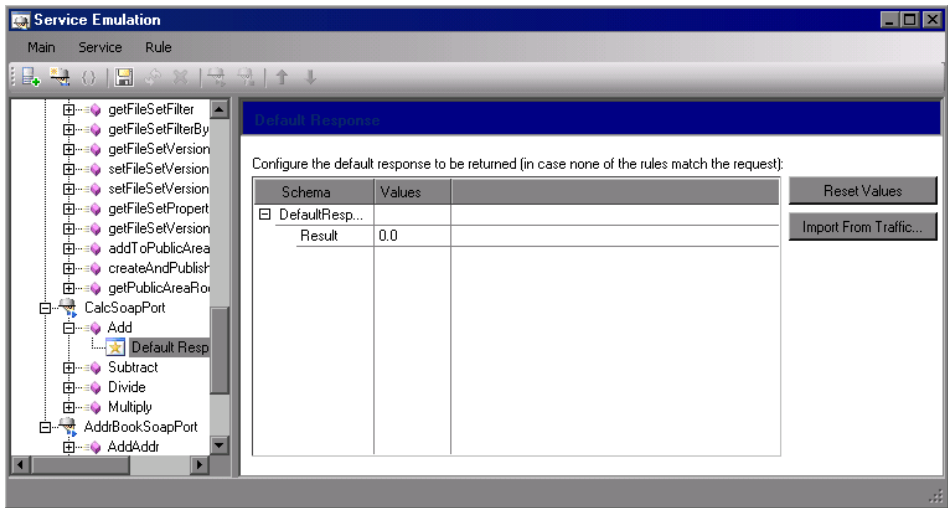 Service Emulation
Main Service Rule
getFileSetFilter
getFileSetFilterBy
getFileSetVersion
setFileSetVersion
setFileSetVersion
getFileSetPropert
getFileSetVersion
addToPublicArea
createAndPublish
getPublicAreaRo
CalcSoapPort
Add
Default Resp
Subtract
Divide
Multiply
AddrBookSoapPort
AddAddr
Default Response
Configure the default response to be returned (in case none of the rules match the request):
Schema Values
DefaultResp...
Result 0.0
Reset Values
Import From Traffic...